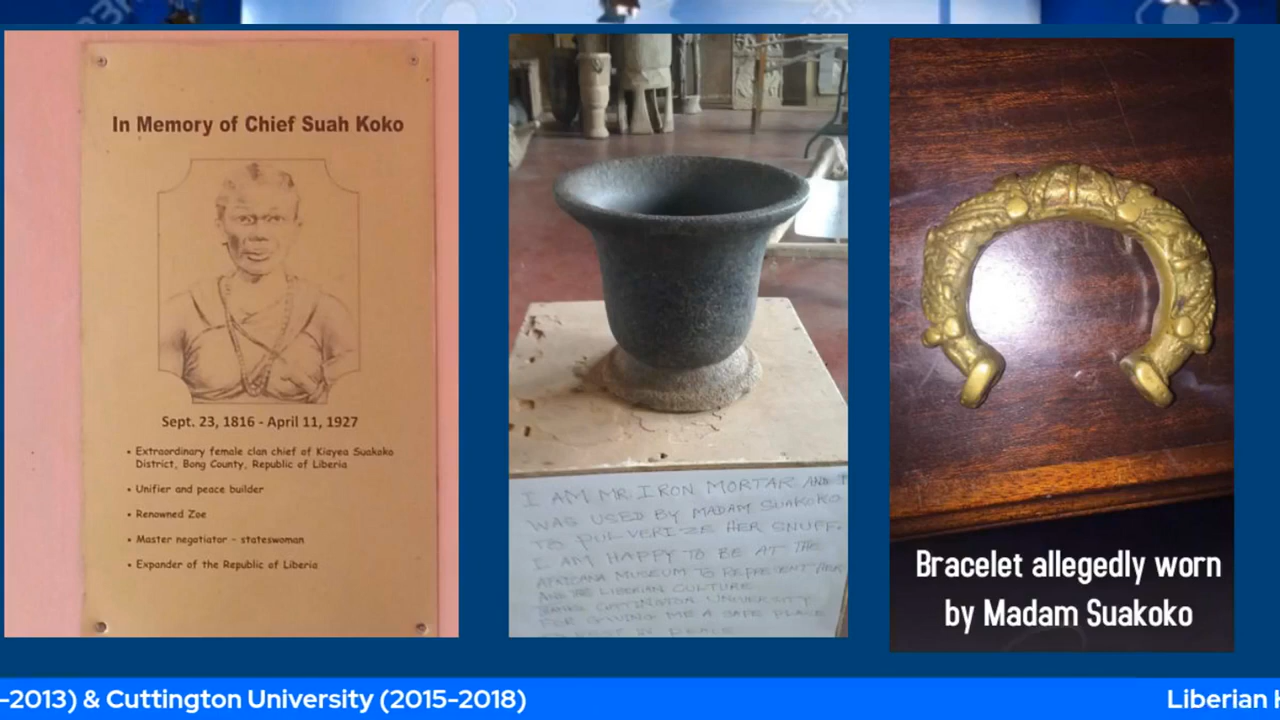 In Memory of Chief Suah Koko
Sept. 23, 1816 - April 11, 1927
• Extraordinary female clan chief of Kiayea Suakoko
District, Bong County, Republic of Liberia
• Unifier and peace builder
• Renowned Zoe
• Master negotiator - stateswoman
• Expander of the Republic of Liberia
I AM MR. IRON MORTAR AND I
WAS USED BY MADAM SUAKOKO
TO PULVERIZE HER SNUFF.
I AM HAPPY TO BE AT THE
AFRICANA MUSEUM TO REPRESENT HER
AND THE LIBERIAN CULTURE
CUTTINGTON UNIVERSITY
FOR GIVING ME A SAFE PLACE
Bracelet allegedly worn
by Madam Suakoko
-2013) & Cuttington University (2015-2018)
Liberian